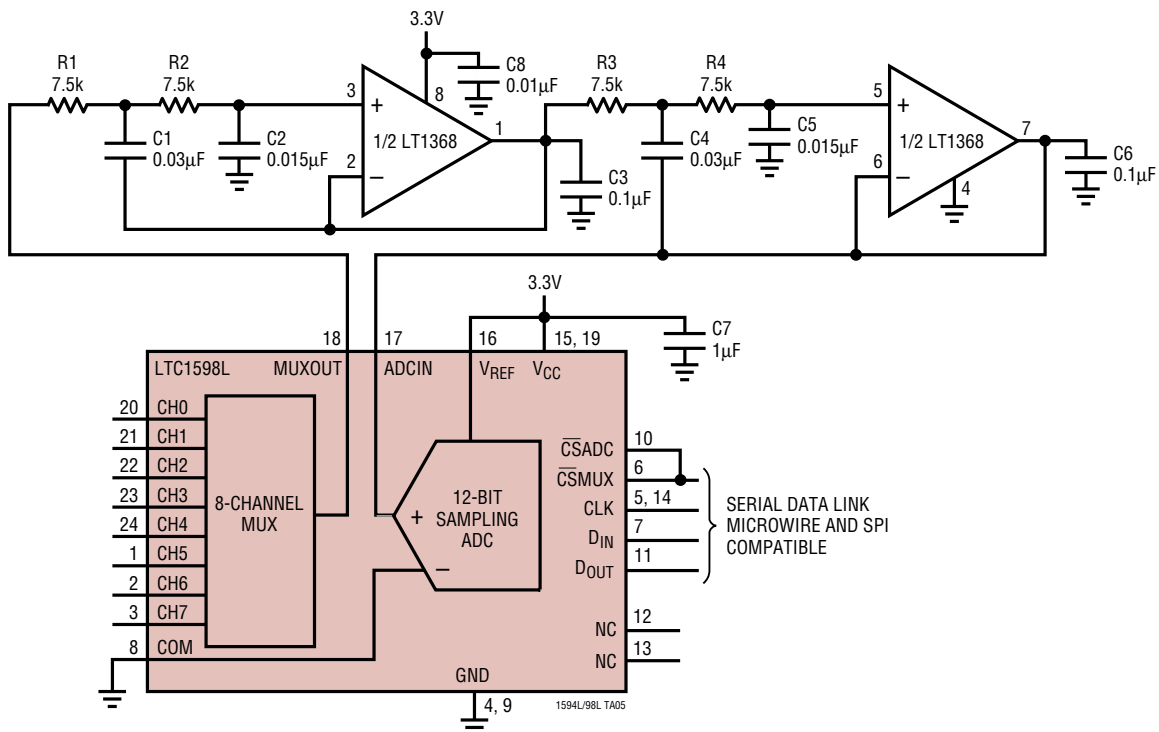 3.3V
R1
7.5k
R2
7.5k
C8
0.01µF
R3
7.5k
R4
7.5k
3
+
8
1/2 LT1368
1
2
–
C1
0.03µF
C2
0.015µF
C3
0.1µF
C4
0.03µF
C5
0.015µF
5
+
7
1/2 LT1368
6
–
4
C6
0.1µF
3.3V
18
17
16
15, 19
C7
1µF
LTC1598L
MUXOUT
ADCIN
VREF
VCC
20
CH0
21
CH1
22
CH2
23
CH3
24
CH4
1
CH5
2
CH6
3
CH7
8
COM
8-CHANNEL
MUX
+
12-BIT
SAMPLING
ADC
–
C̅S̅ADC
10
C̅S̅MUX
6
CLK
5, 14
DIN
7
DOUT
11
NC
12
NC
13
SERIAL DATA LINK
MICROWIRE AND SPI
COMPATIBLE
GND
4, 9
1594L/98L TA05